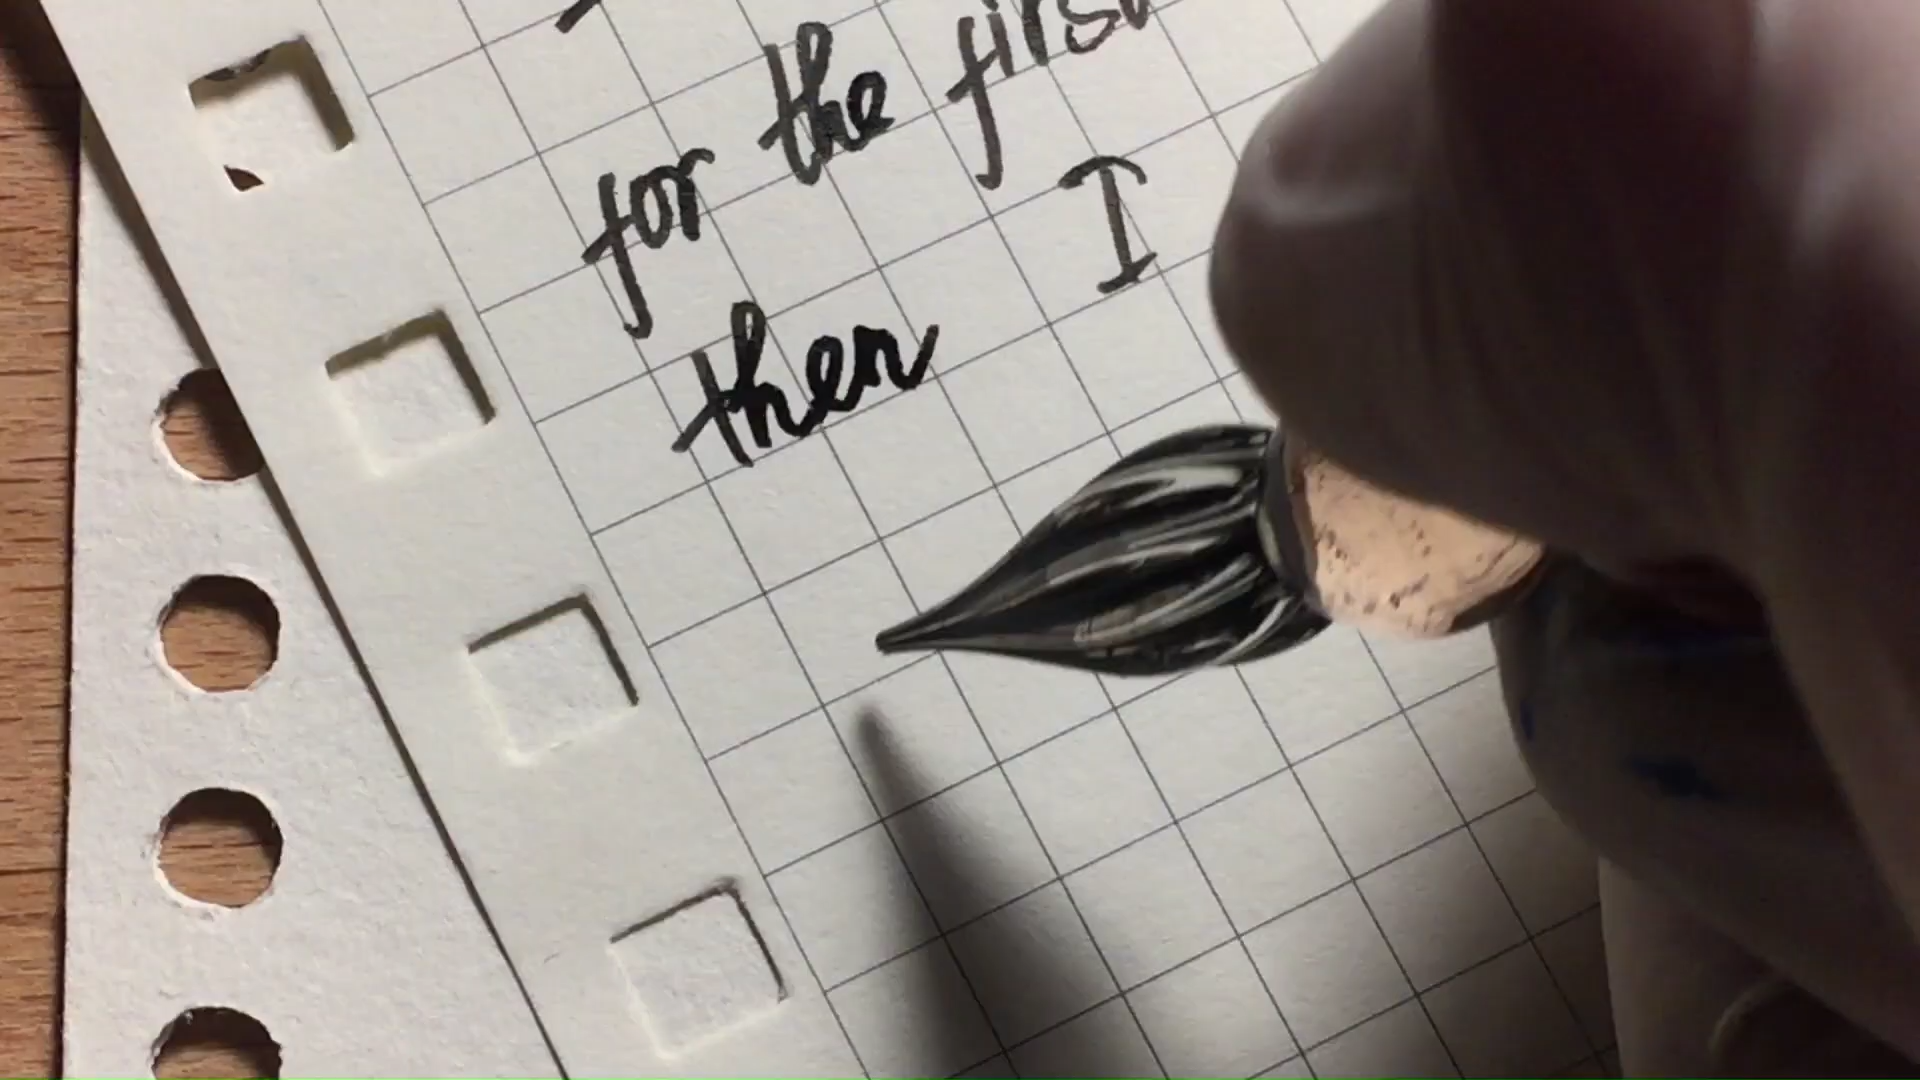 for the first
then I